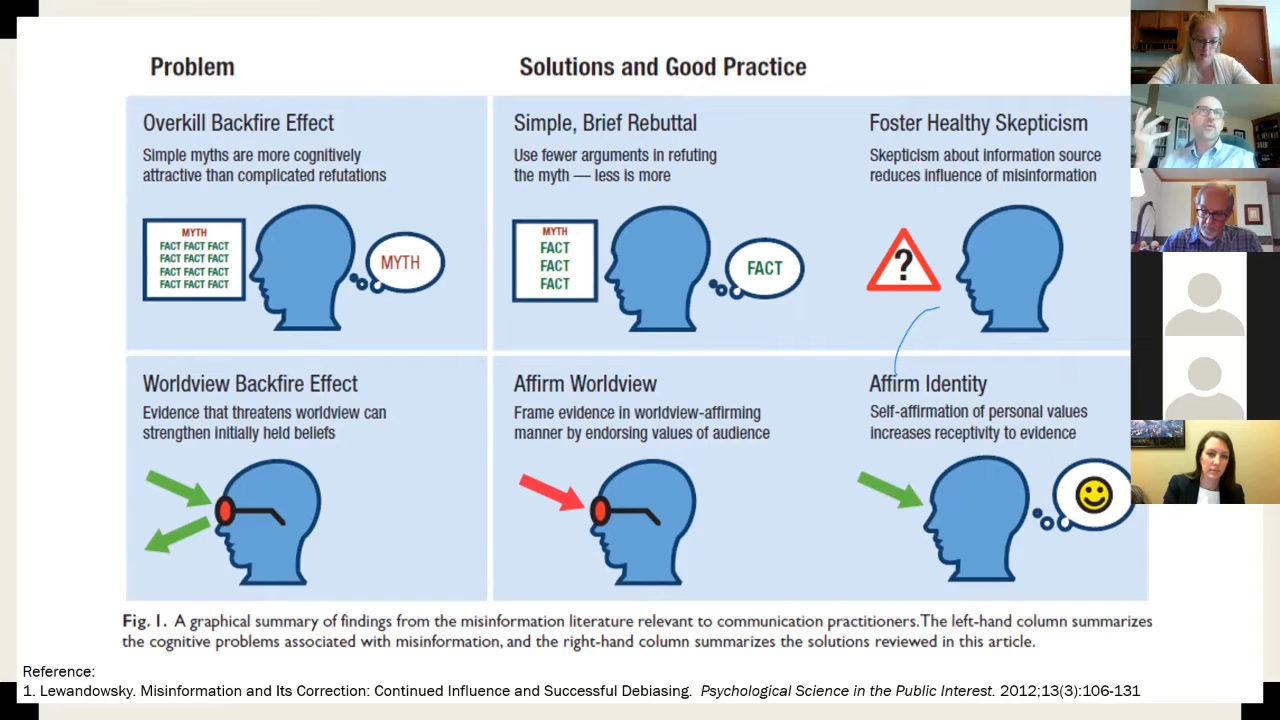 Problem
Solutions and Good Practice
Overkill Backfire Effect
Simple myths are more cognitively
attractive than complicated refutations
MYTH
FACT FACT FACT
FACT FACT FACT
FACT FACT FACT
FACT FACT FACT
MYTH
Simple, Brief Rebuttal
Use fewer arguments in refuting
the myth — less is more
MYTH
FACT
FACT
FACT
FACT
Foster Healthy Skepticism
Skepticism about information source
reduces influence of misinformation
?
Worldview Backfire Effect
Evidence that threatens worldview can
strengthen initially held beliefs
Affirm Worldview
Frame evidence in worldview-affirming
manner by endorsing values of audience
Affirm Identity
Self-affirmation of personal values
increases receptivity to evidence
Fig. 1. A graphical summary of findings from the misinformation literature relevant to communication practitioners. The left-hand column summarizes
the cognitive problems associated with misinformation, and the right-hand column summarizes the solutions reviewed in this article.
Reference:
1. Lewandowsky. Misinformation and Its Correction: Continued Influence and Successful Debiasing. Psychological Science in the Public Interest. 2012;13(3):106-131